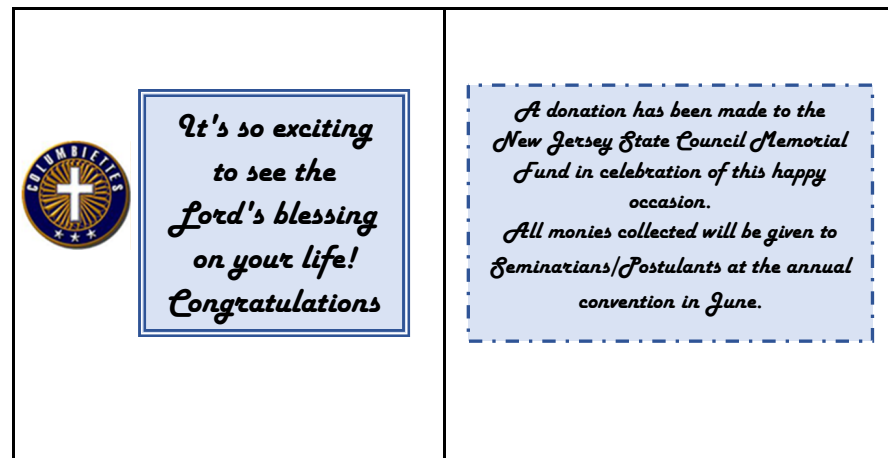 COLUMBIETTES
It's so exciting
to see the
Lord's blessing
on your life!
Congratulations
A donation has been made to the
New Jersey State Council Memorial
Fund in celebration of this happy
occasion.
All monies collected will be given to
Seminarians/Postulants at the annual
convention in June.